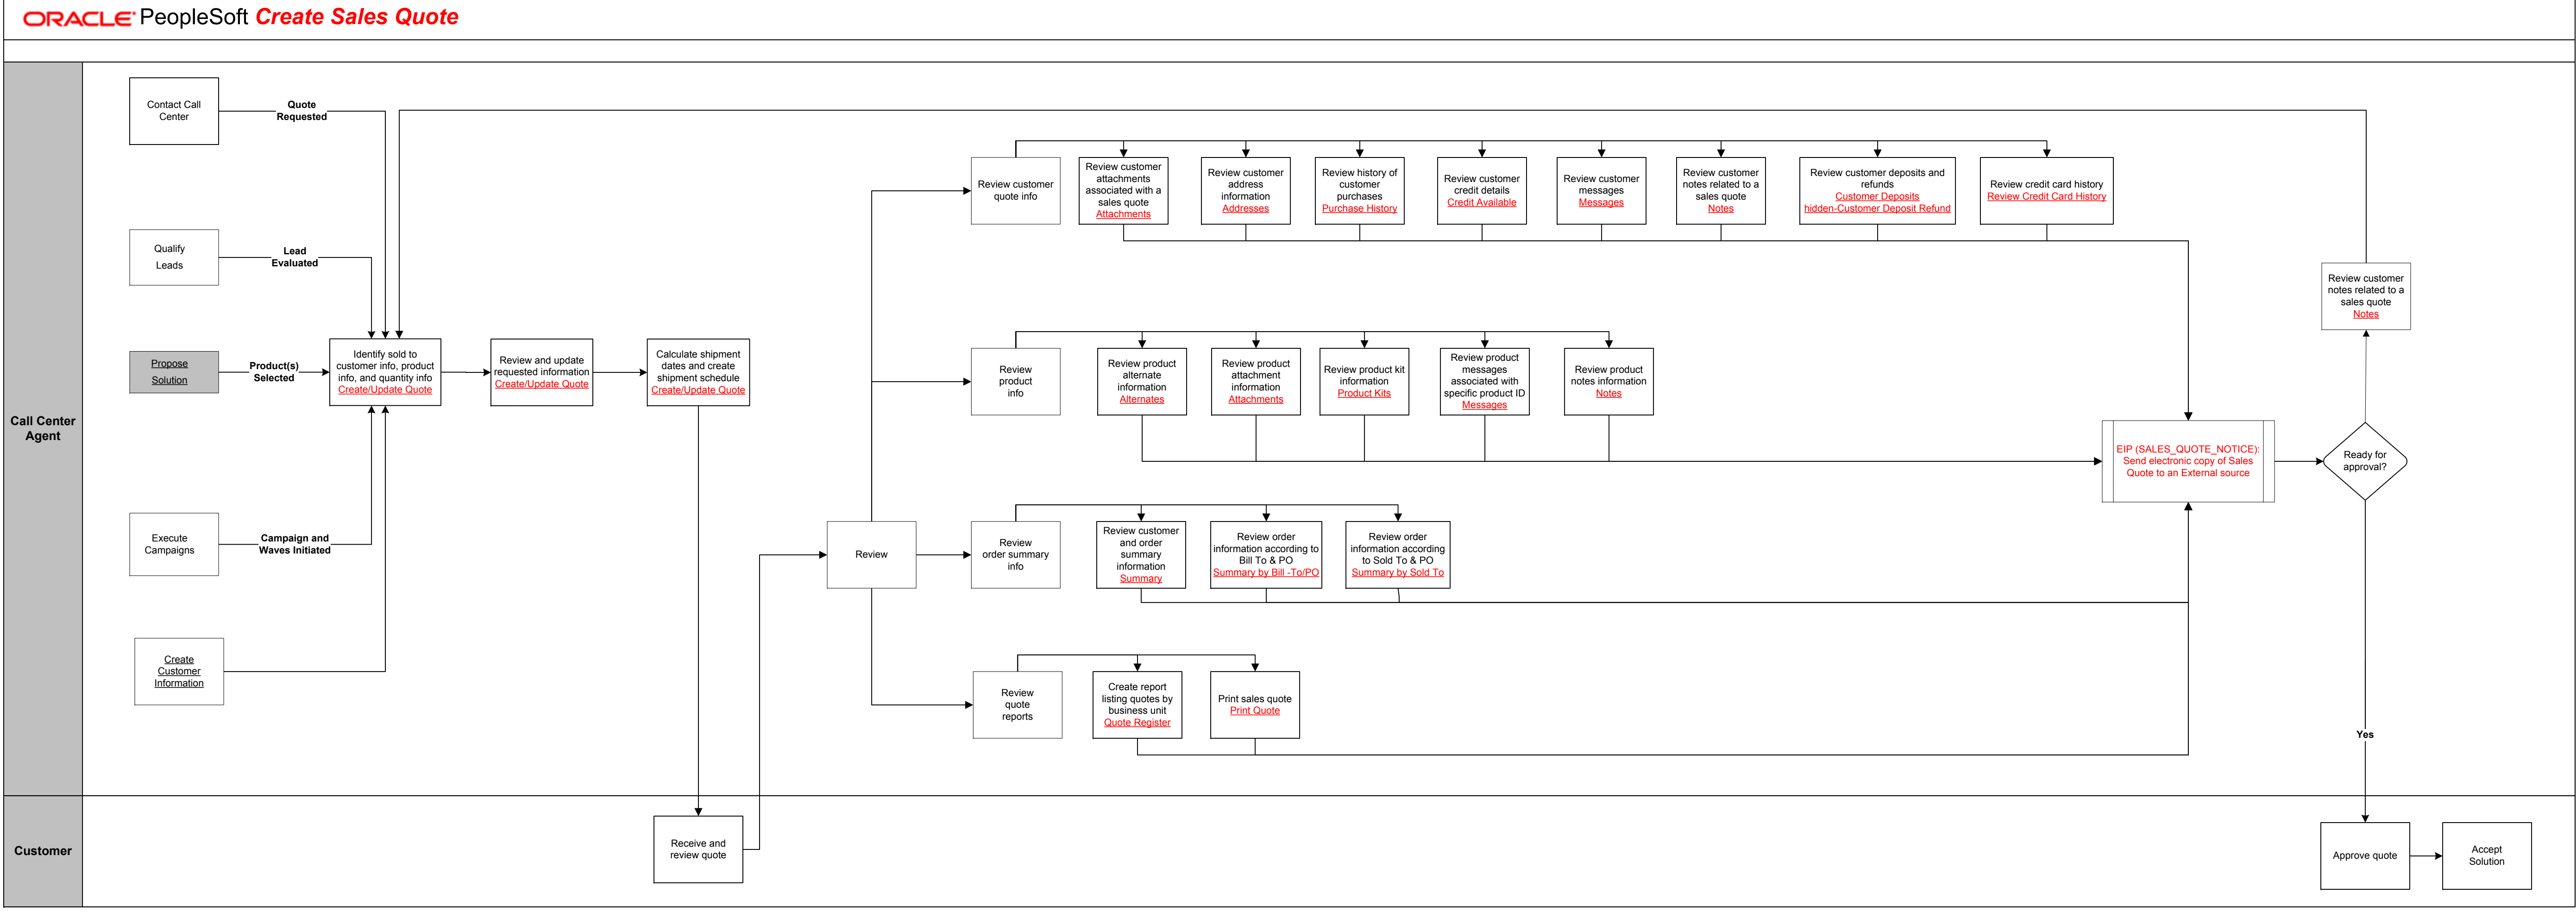 ORACLE PeopleSoft Create Sales Quote
Call Center
Agent
Contact Call
Center
Quote
Requested
Qualify
Leads
Lead
Evaluated
Propose
Solution
Product(s)
Selected
Execute
Campaigns
Campaign and
Waves Initiated
Create
Customer
Information
Identify sold to
customer info, product
info, and quantity info
Create/Update Quote
Review and update
requested information
Create/Update Quote
Calculate shipment
dates and create
shipment schedule
Create/Update Quote
Review
Review customer
quote info
Review customer
attachments
associated with a
sales quote
Attachments
Review customer
address
information
Addresses
Review history of
customer
purchases
Purchase History
Review customer
credit details
Credit Available
Review customer
messages
Messages
Review customer
notes related to a
sales quote
Notes
Review customer deposits and
refunds
Customer Deposits
hidden-Customer Deposit Refund
Review credit card history
Review Credit Card History
Review
product
info
Review product
alternate
information
Alternates
Review product
attachment
information
Attachments
Review product kit
information
Product Kits
Review product
messages
associated with
specific product ID
Messages
Review product
notes information
Notes
Review
order summary
info
Review customer
and order
summary
information
Summary
Review order
information according to
Bill To & PO
Summary by Bill -To/PO
Review order
information according
to Sold To & PO
Summary by Sold To
Review
quote
reports
Create report
listing quotes by
business unit
Quote Register
Print sales quote
Print Quote
EIP (SALES_QUOTE_NOTICE):
Send electronic copy of Sales
Quote to an External source
Ready for
approval?
Review customer
notes related to a
sales quote
Notes
Yes
Customer
Receive and
review quote
Approve quote
Accept
Solution